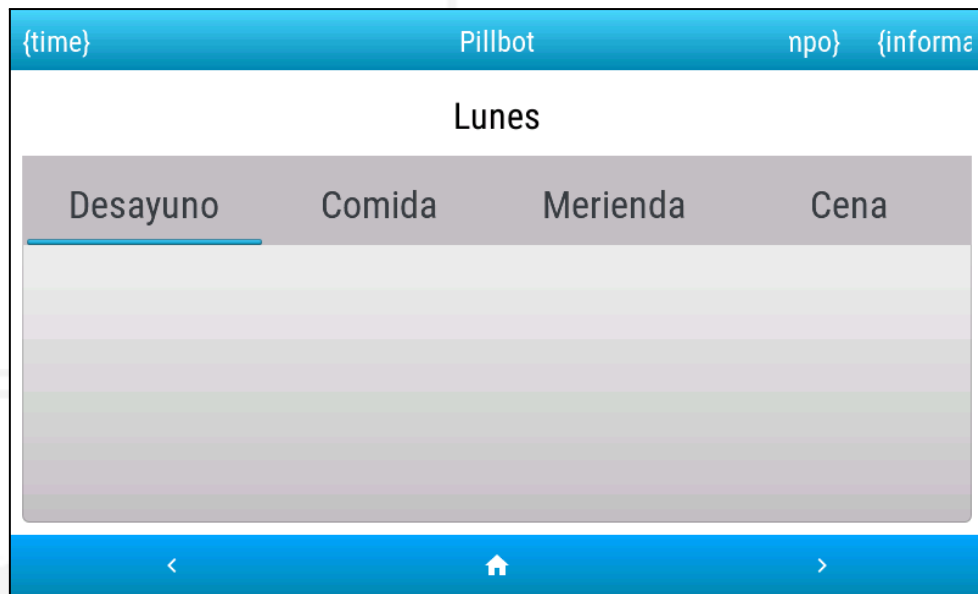 {time} Pillbot npo} {informa
Lunes
Desayuno Comida Merienda Cena